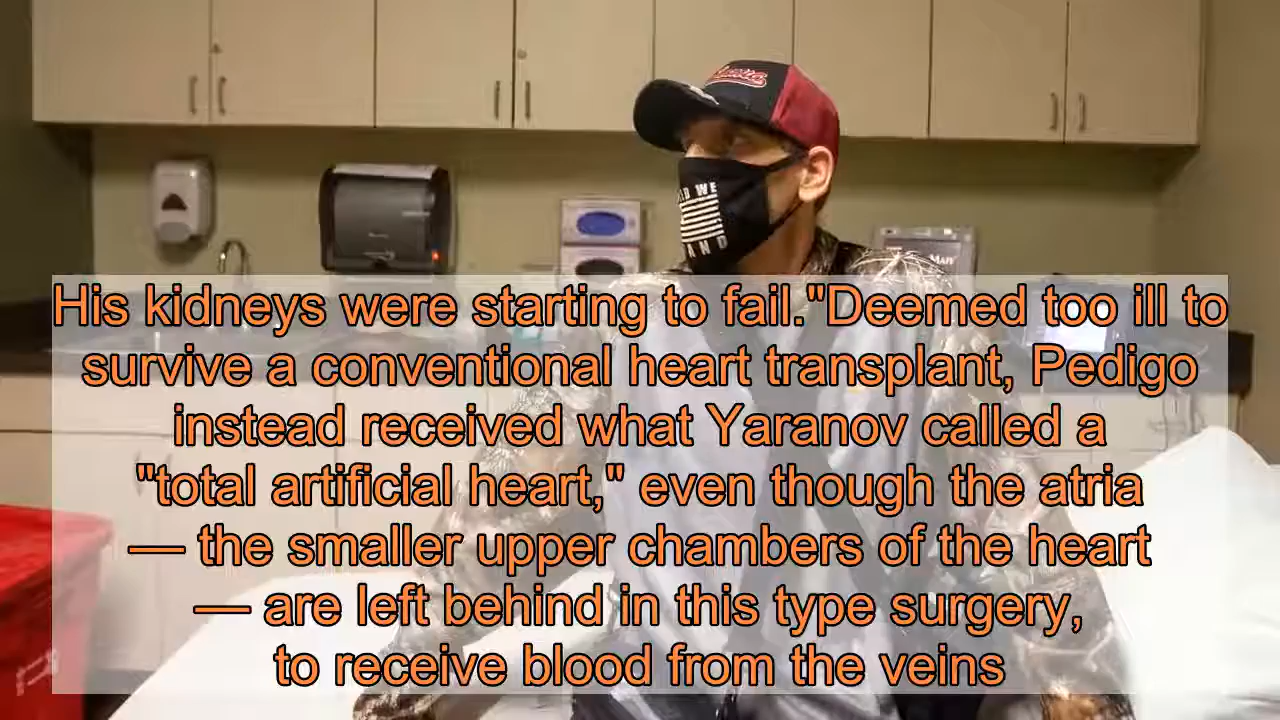 His kidneys were starting to fail."Deemed too ill to
survive a conventional heart transplant, Pedigo
instead received what Yaranov called a
"total artificial heart," even though the atria
— the smaller upper chambers of the heart
— are left behind in this type surgery,
to receive blood from the veins